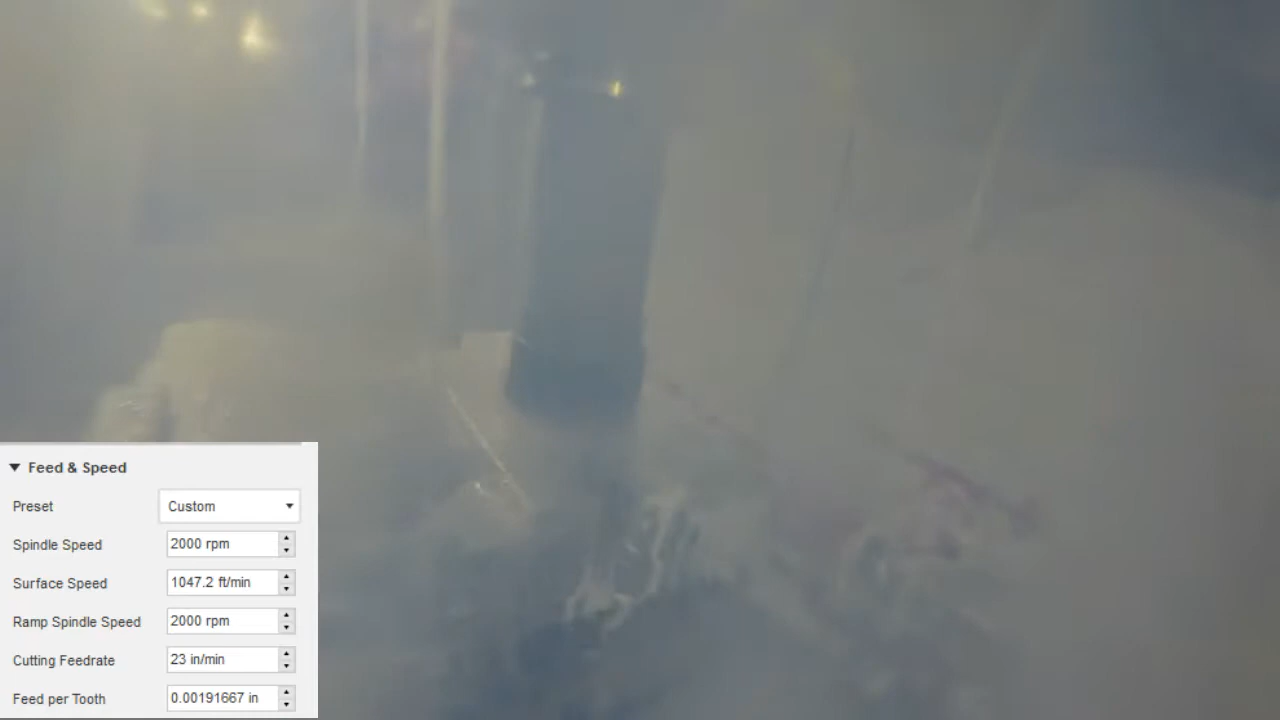 Feed & Speed
Preset Custom
Spindle Speed 2000 rpm
Surface Speed 1047.2 ft/min
Ramp Spindle Speed 2000 rpm
Cutting Feedrate 23 in/min
Feed per Tooth 0.00191667 in